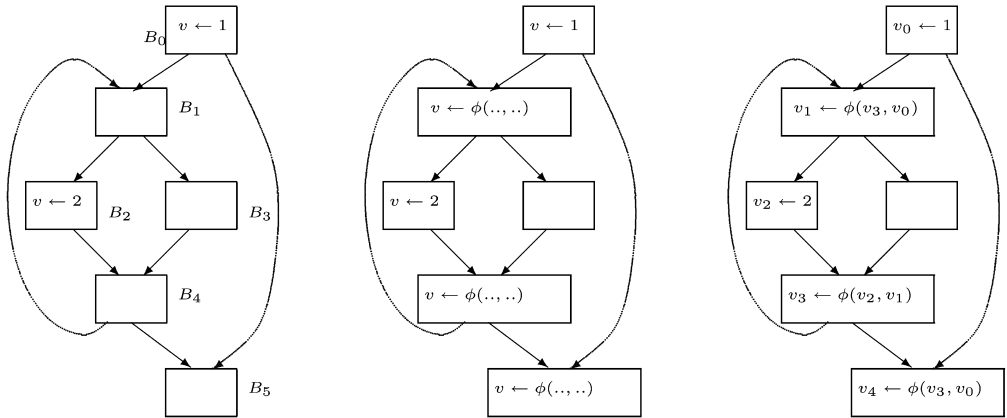 v ← 1
B₀
B₁
v ← 2
B₂
B₃
B₄
B₅
v ← 1
v ← ϕ(.., ..)
v ← 2
v ← ϕ(.., ..)
v ← ϕ(.., ..)
v₀ ← 1
v₁ ← ϕ(v₃, v₀)
v₂ ← 2
v₃ ← ϕ(v₂, v₁)
v₄ ← ϕ(v₃, v₀)